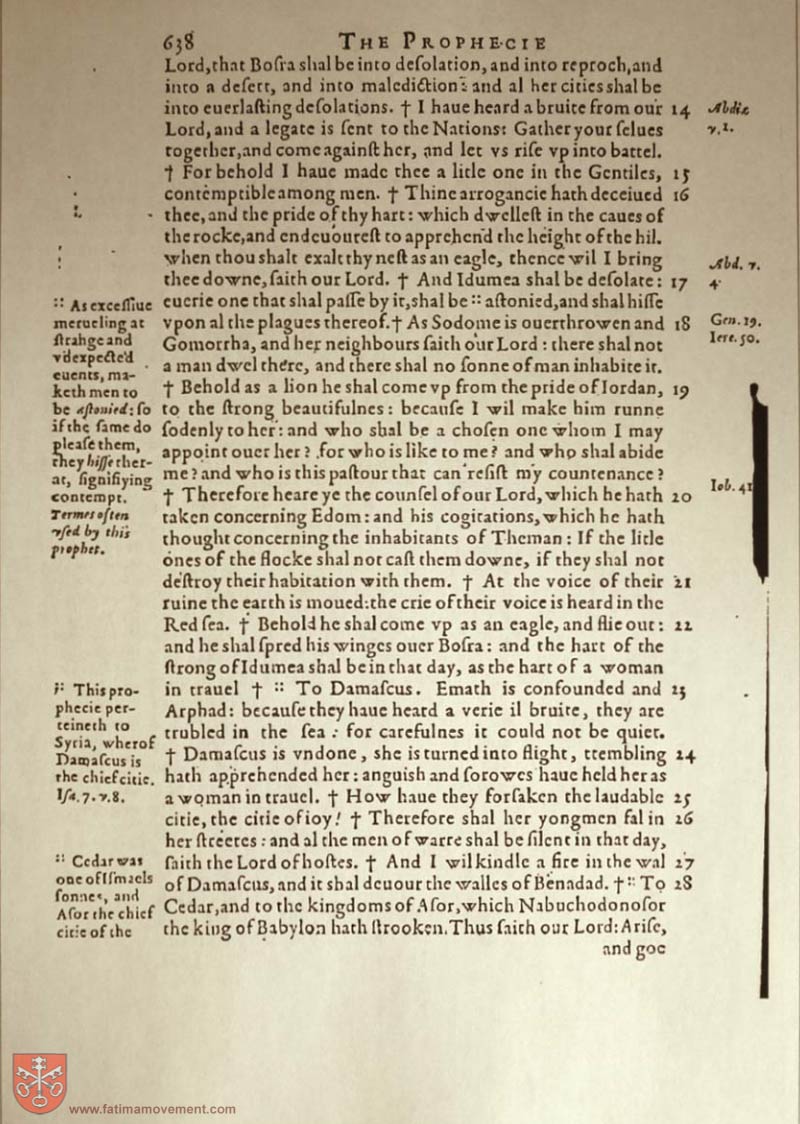 638 THE PROPHECIE
Lord, that Boſra shal be into deſolation, and into reproch, and
into a deſert, and into malediction: and al her cities shal be
into euerlaſting deſolations. † I haue heard a bruite from our 14
Lord, and a legate is ſent to the Nations: Gather your ſelues
together, and come againſt her, and let vs riſe vp into battel.
† For behold I haue made thee a litle one in the Gentiles, 15
contemptible among men. † Thine arrogancie hath deceiued 16
thee, and the pride of thy hart: which dwelleſt in the caues of
the rocke, and endeuoureſt to apprehend the height of the hil.
when thou shalt exalt thy neſt as an eagle, thence wil I bring
thee downe, ſaith our Lord. † And Idumea shal be deſolate: 17
euerie one that shal paſſe by it, shal be :: aſtonied, and shal hiſſe
vpon al the plagues thereof. † As Sodome is ouerthrowen and 18
Gomorrha, and her neighbours ſaith our Lord: there shal not
a man dwel there, and there shal no ſonne of man inhabite it.
† Behold as a lion he shal come vp from the pride of Iordan, 19
to the ſtrong beautifulnes: becauſe I wil make him runne
ſodenly to her: and who shal be a choſen one whom I may
appoint ouer her? for who is like to me? and who shal abide
me? and who is this paſtour that can reſiſt my countenance?
† Therefore heare ye the counſel of our Lord, which he hath 20
taken concerning Edom: and his cogitations, which he hath
thought concerning the inhabitants of Theman: If the litle
ones of the flocke shal not caſt them downe, if they shal not
deſtroy their habitation with them. † At the voice of their 21
ruine the earth is moued: the crie of their voice is heard in the
Red ſea. † Behold he shal come vp as an eagle, and flie out: 22
and he shal ſpred his winges ouer Boſra: and the hart of the
ſtrong of Idumea shal be in that day, as the hart of a woman
in trauel † :: To Damaſcus. Emath is confounded and 23
Arphad: becauſe they haue heard a verie il bruite, they are
trubled in the ſea: for carefulnes it could not be quiet.
† Damaſcus is vndone, she is turned into flight, trembling 24
hath apprehended her: anguish and ſorowes haue held her as
a woman in trauel. † How haue they forſaken the laudable 25
citie, the citie of ioy! † Therefore shal her yongmen fal in 26
her ſtreetes: and al the men of warre shal be ſilent in that day,
ſaith the Lord of hoſtes. † And I wil kindle a fire in the wal 27
of Damaſcus, and it shal deuour the walles of Benadad. † :: To 28
Cedar, and to the kingdoms of Aſor, which Nabuchodonoſor
the king of Babylon hath ſtrooken. Thus ſaith our Lord: Ariſe,
and goe
:: As exceſſiue
merueling at
ſtrange and
vnexpected
euents, ma-
keth men to
be aſtonied: ſo
if the ſame do
pleaſe them,
they hiſſe ther-
at, ſignifiying
contempt.
Termes often
vſed by this
prophet.
:: This pro-
phecie per-
teineth to
Syria, wherof
Damaſcus is
the chief citie.
Iſa. 7. v. 8.
:: Cedar was
one of Iſmaels
ſonnes, and
Aſor the chief
citie of the
Abdiæ
v. 1.
Abd. v.
4.
Gen. 19.
Iere. 50.
Iob. 41
www.fatimamovement.com